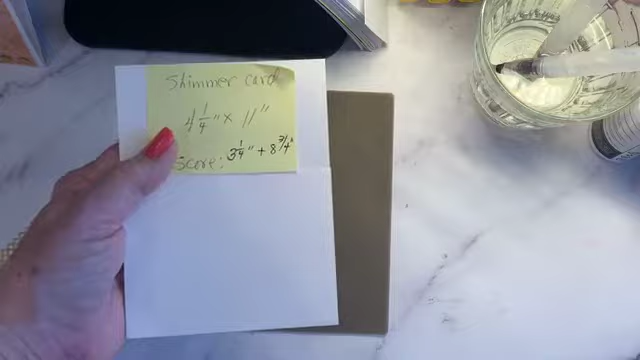 Shimmer card
4 1/4" x 11"
Score: 3 1/4" + 8 3/4"